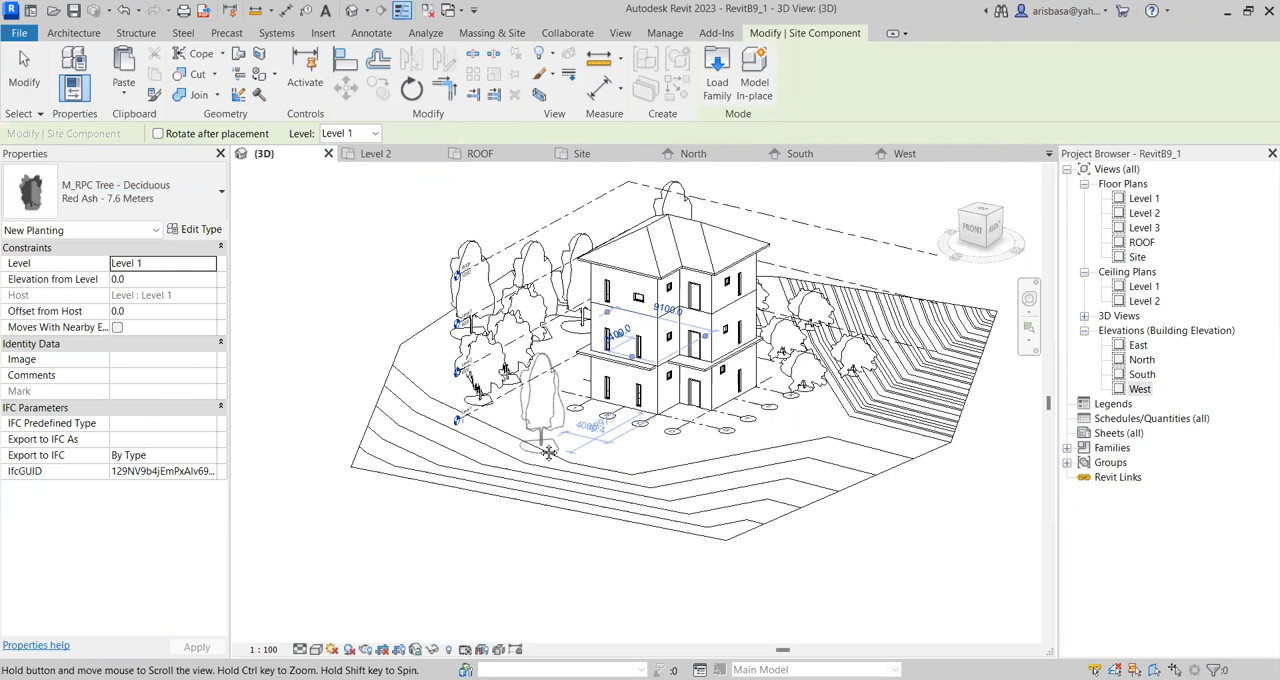 Autodesk Revit 2023 - RevitB9_1 - 3D View: {3D}
arisbasa@yah...
File Architecture Structure Steel Precast Systems Insert Annotate Analyze Massing & Site Collaborate View Manage Add-Ins Modify | Site Component
Modify
Paste
Cope
Cut
Join
Activate
Load Family
Model In-place
Select Properties Clipboard Geometry Controls Modify View Measure Create Mode
Modify | Site Component
Rotate after placement
Level: Level 1
Properties
{3D} Level 2 ROOF Site North South West
M_RPC Tree - Deciduous
Red Ash - 7.6 Meters
New Planting
Edit Type
Constraints
Level Level 1
Elevation from Level 0.0
Host Level : Level 1
Offset from Host 0.0
Moves With Nearby E...
Identity Data
Image
Comments
Mark
IFC Parameters
IFC Predefined Type
Export to IFC As
Export to IFC By Type
IfcGUID 129NV9b4jEmPxAlv69...
Properties help
Apply
FRONT
9100.0
1 : 100
Project Browser - RevitB9_1
Views (all)
Floor Plans
Level 1
Level 2
Level 3
ROOF
Site
Ceiling Plans
Level 1
Level 2
3D Views
Elevations (Building Elevation)
East
North
South
West
Legends
Schedules/Quantities (all)
Sheets (all)
Families
Groups
Revit Links
Hold button and move mouse to Scroll the view. Hold Ctrl key to Zoom. Hold Shift key to Spin.
:0
Main Model
:0